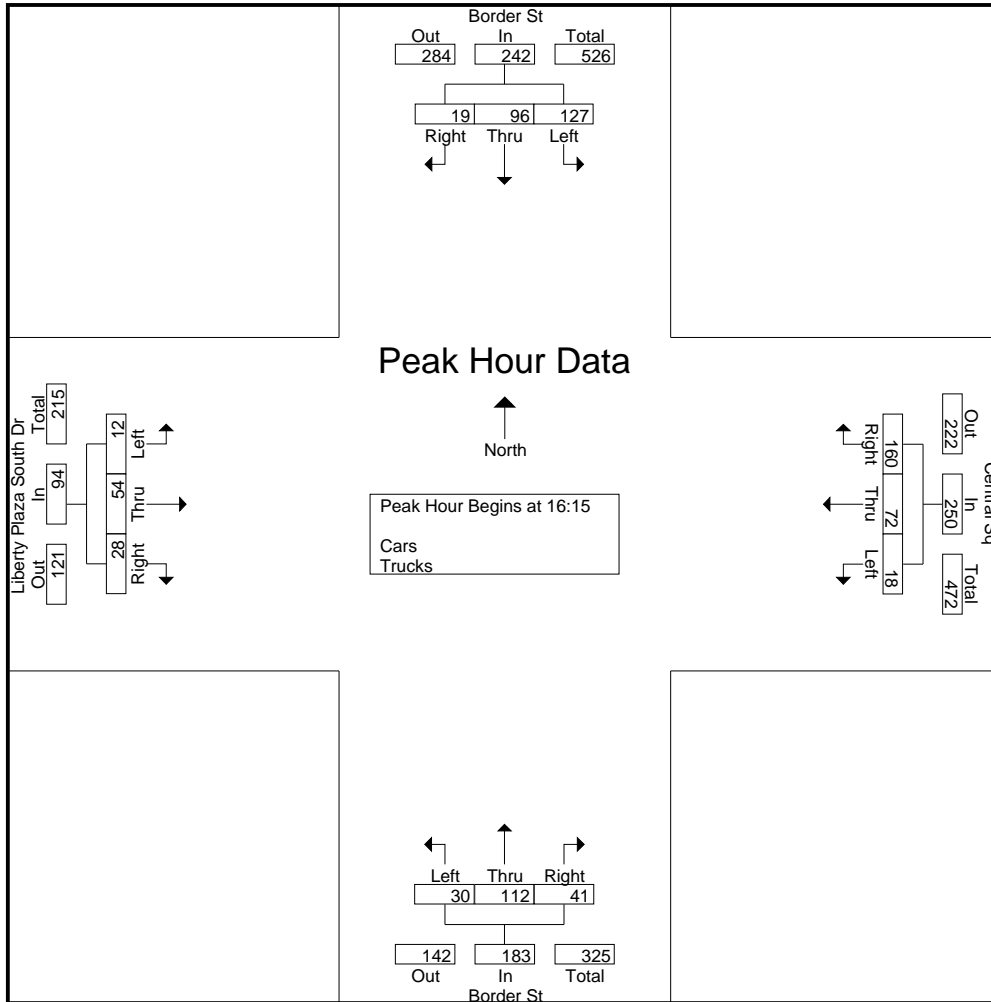 Border St
Out In Total
284 242 526
19 96 127
Right Thru Left
Peak Hour Data
North
Peak Hour Begins at 16:15
Cars
Trucks
Liberty Plaza South Dr
Total In Out
215 94 121
12 54 28
Left Thru Right
Central Sq
Out In Total
222 250 472
160 72 18
Right Thru Left
Left Thru Right
30 112 41
142 183 325
Out In Total
Border St